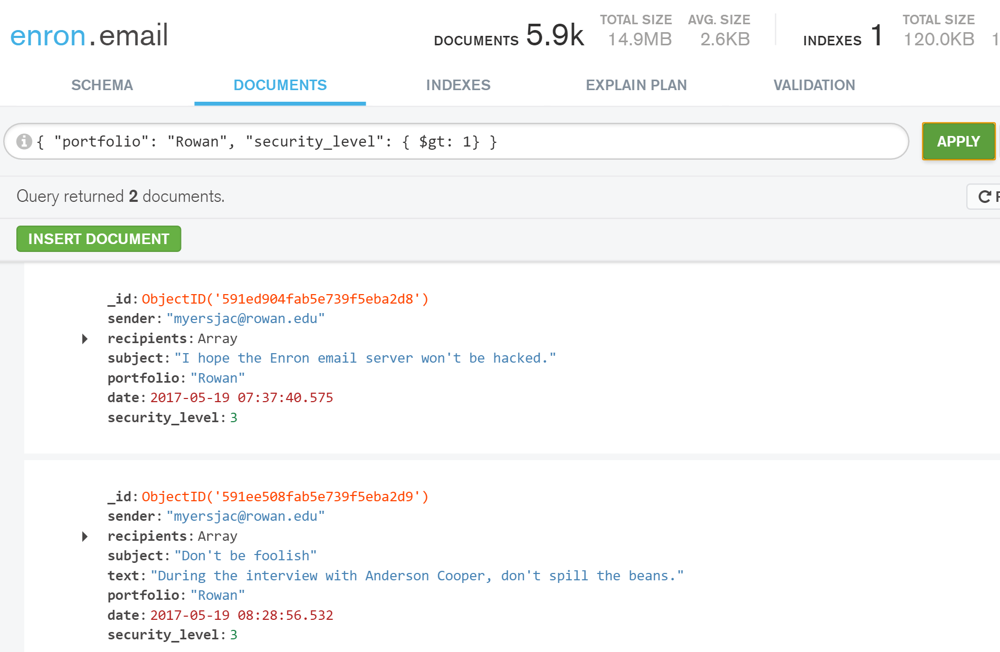 enron.email
DOCUMENTS 5.9k
TOTAL SIZE AVG. SIZE
14.9MB 2.6KB
INDEXES 1
TOTAL SIZE
120.0KB 1
SCHEMA DOCUMENTS INDEXES EXPLAIN PLAN VALIDATION
{ "portfolio": "Rowan", "security_level": { $gt: 1} }
APPLY
Query returned 2 documents.
INSERT DOCUMENT
_id: ObjectID('591ed904fab5e739f5eba2d8')
sender: "myersjac@rowan.edu"
recipients: Array
subject: "I hope the Enron email server won't be hacked."
portfolio: "Rowan"
date: 2017-05-19 07:37:40.575
security_level: 3
_id: ObjectID('591ee508fab5e739f5eba2d9')
sender: "myersjac@rowan.edu"
recipients: Array
subject: "Don't be foolish"
text: "During the interview with Anderson Cooper, don't spill the beans."
portfolio: "Rowan"
date: 2017-05-19 08:28:56.532
security_level: 3